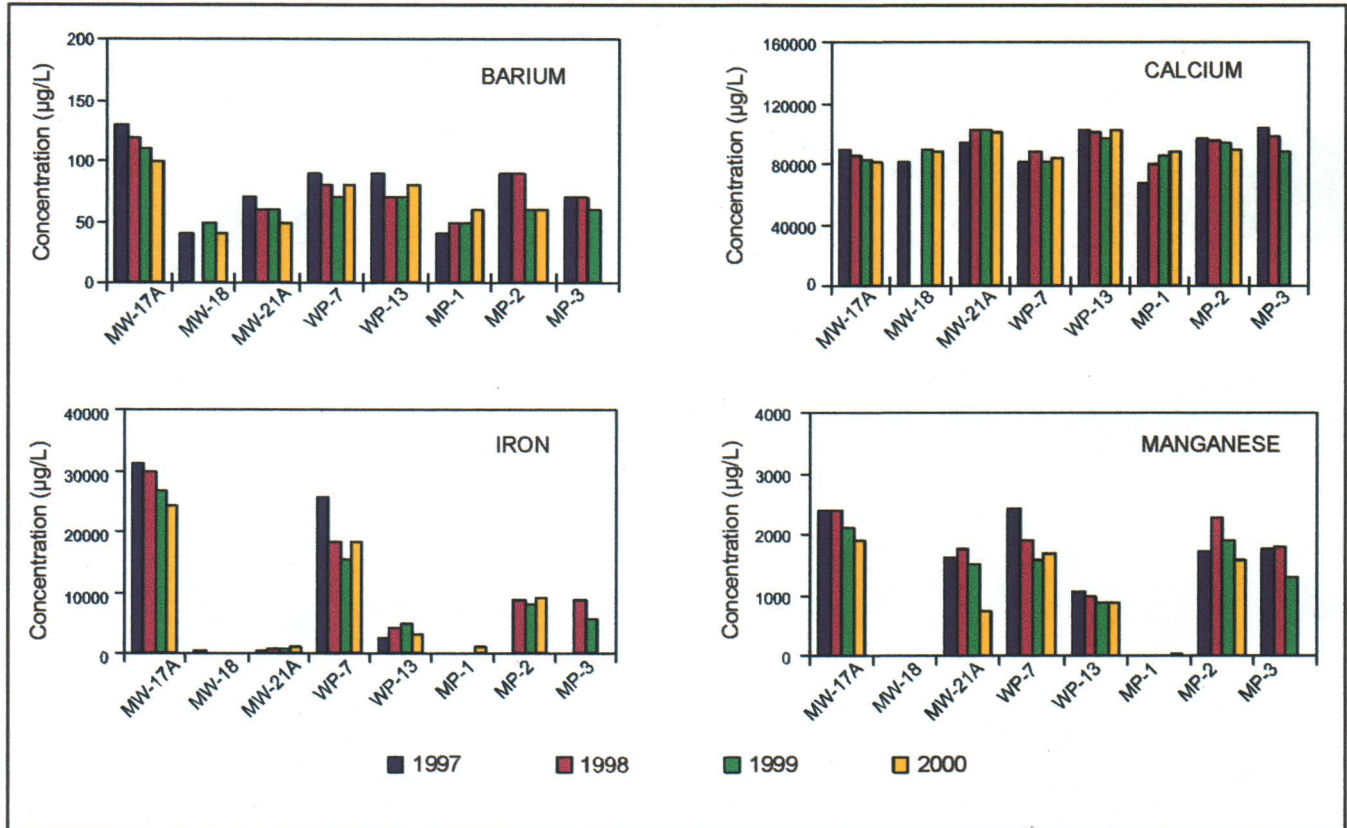 BARIUM
Concentration (µg/L)
200
150
100
50
0
MW-17A
MW-18
MW-21A
WP-7
WP-13
MP-1
MP-2
MP-3
CALCIUM
Concentration (µg/L)
160000
120000
80000
40000
0
MW-17A
MW-18
MW-21A
WP-7
WP-13
MP-1
MP-2
MP-3
IRON
Concentration (µg/L)
40000
30000
20000
10000
0
MW-17A
MW-18
MW-21A
WP-7
WP-13
MP-1
MP-2
MP-3
MANGANESE
Concentration (µg/L)
4000
3000
2000
1000
0
MW-17A
MW-18
MW-21A
WP-7
WP-13
MP-1
MP-2
MP-3
1997
1998
1999
2000